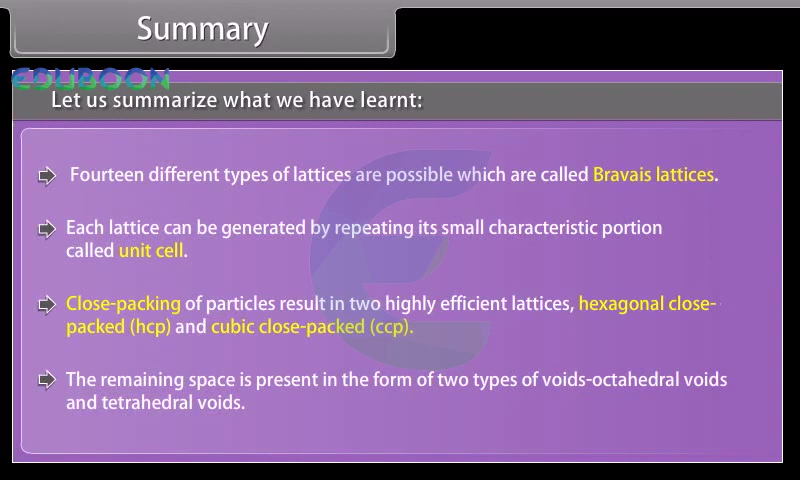 Summary
EDUBOON
Let us summarize what we have learnt:
Fourteen different types of lattices are possible which are called Bravais lattices.
Each lattice can be generated by repeating its small characteristic portion
called unit cell.
Close-packing of particles result in two highly efficient lattices, hexagonal close-
packed (hcp) and cubic close-packed (ccp).
The remaining space is present in the form of two types of voids-octahedral voids
and tetrahedral voids.